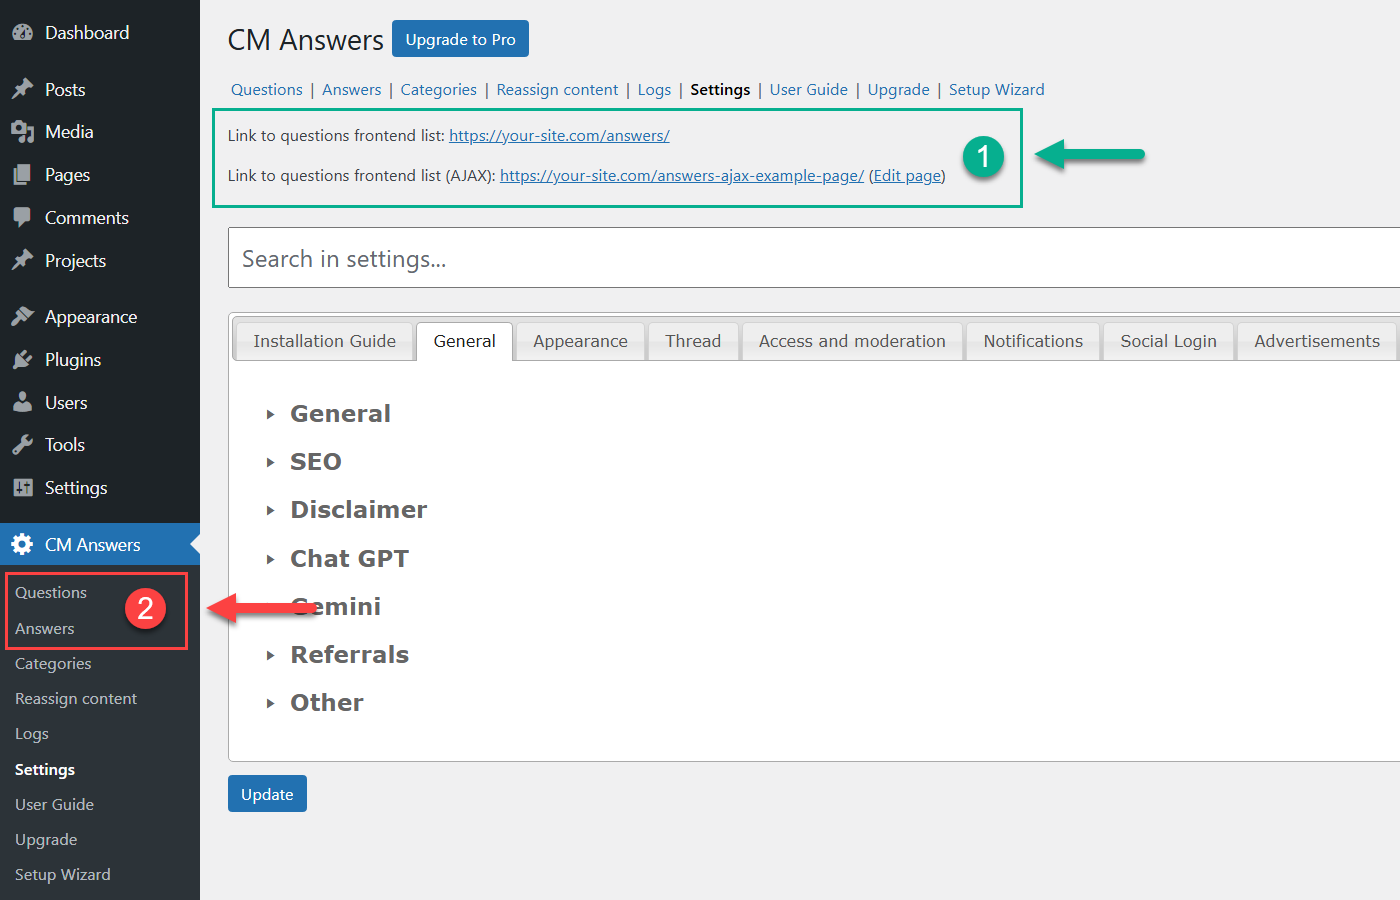 Dashboard
Posts
Media
Pages
Comments
Projects
Appearance
Plugins
Users
Tools
Settings
CM Answers
Questions
Answers
2
Categories
Reassign content
Logs
Settings
User Guide
Upgrade
Setup Wizard
CM Answers Upgrade to Pro
Questions | Answers | Categories | Reassign content | Logs | Settings | User Guide | Upgrade | Setup Wizard
Link to questions frontend list: https://your-site.com/answers/
1
Link to questions frontend list (AJAX): https://your-site.com/answers-ajax-example-page/ (Edit page)
Search in settings...
Installation Guide General Appearance Thread Access and moderation Notifications Social Login Advertisements
General
SEO
Disclaimer
Chat GPT
Gemini
Referrals
Other
Update